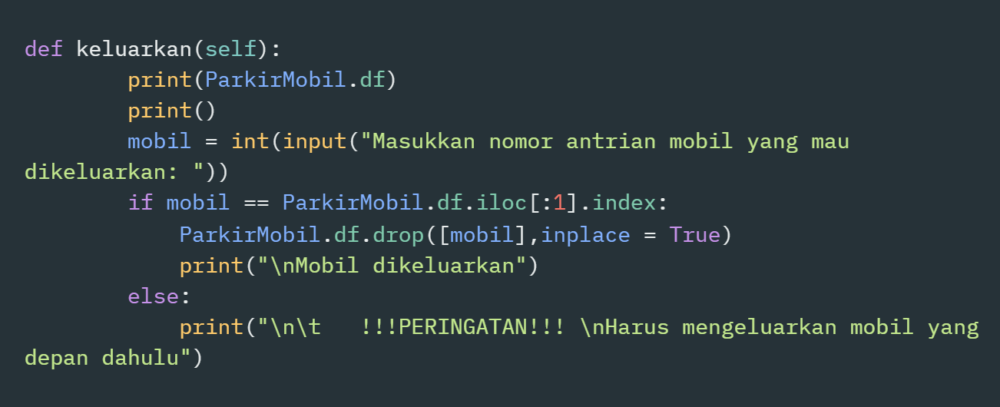 def keluarkan(self):
        print(ParkirMobil.df)
        print()
        mobil = int(input("Masukkan nomor antrian mobil yang mau
dikeluarkan: "))
        if mobil == ParkirMobil.df.iloc[:1].index:
            ParkirMobil.df.drop([mobil],inplace = True)
            print("\nMobil dikeluarkan")
        else:
            print("\n\t   !!!PERINGATAN!!! \nHarus mengeluarkan mobil yang
depan dahulu")